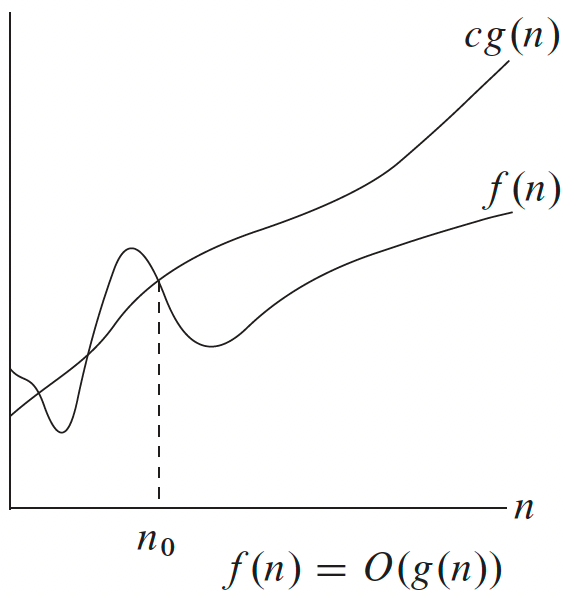 cg(n)
f(n)
n
n₀
f(n) = O(g(n))